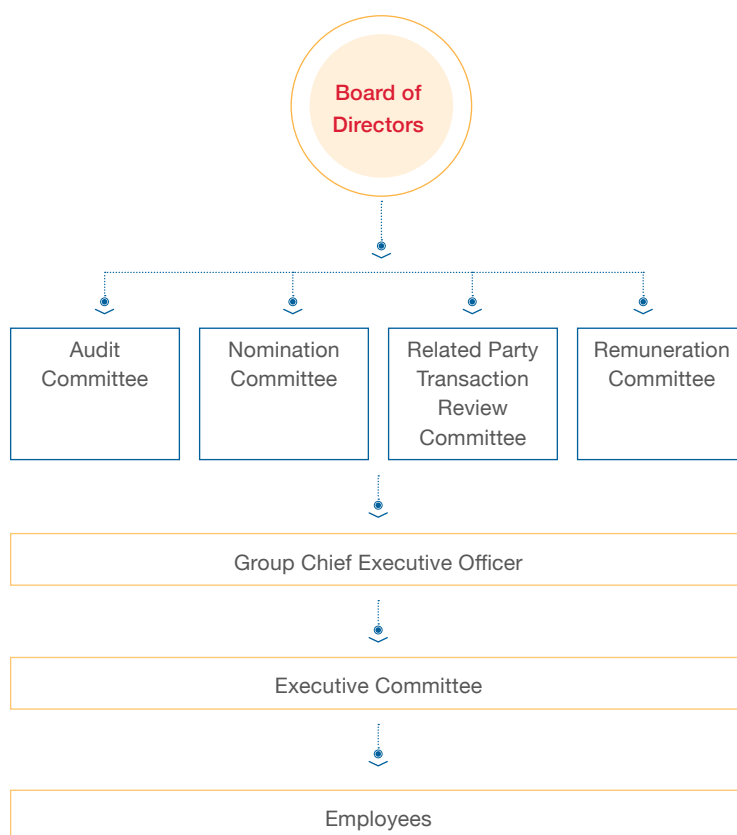 Board of
Directors
Audit
Committee
Nomination
Committee
Related Party
Transaction
Review
Committee
Remuneration
Committee
Group Chief Executive Officer
Executive Committee
Employees